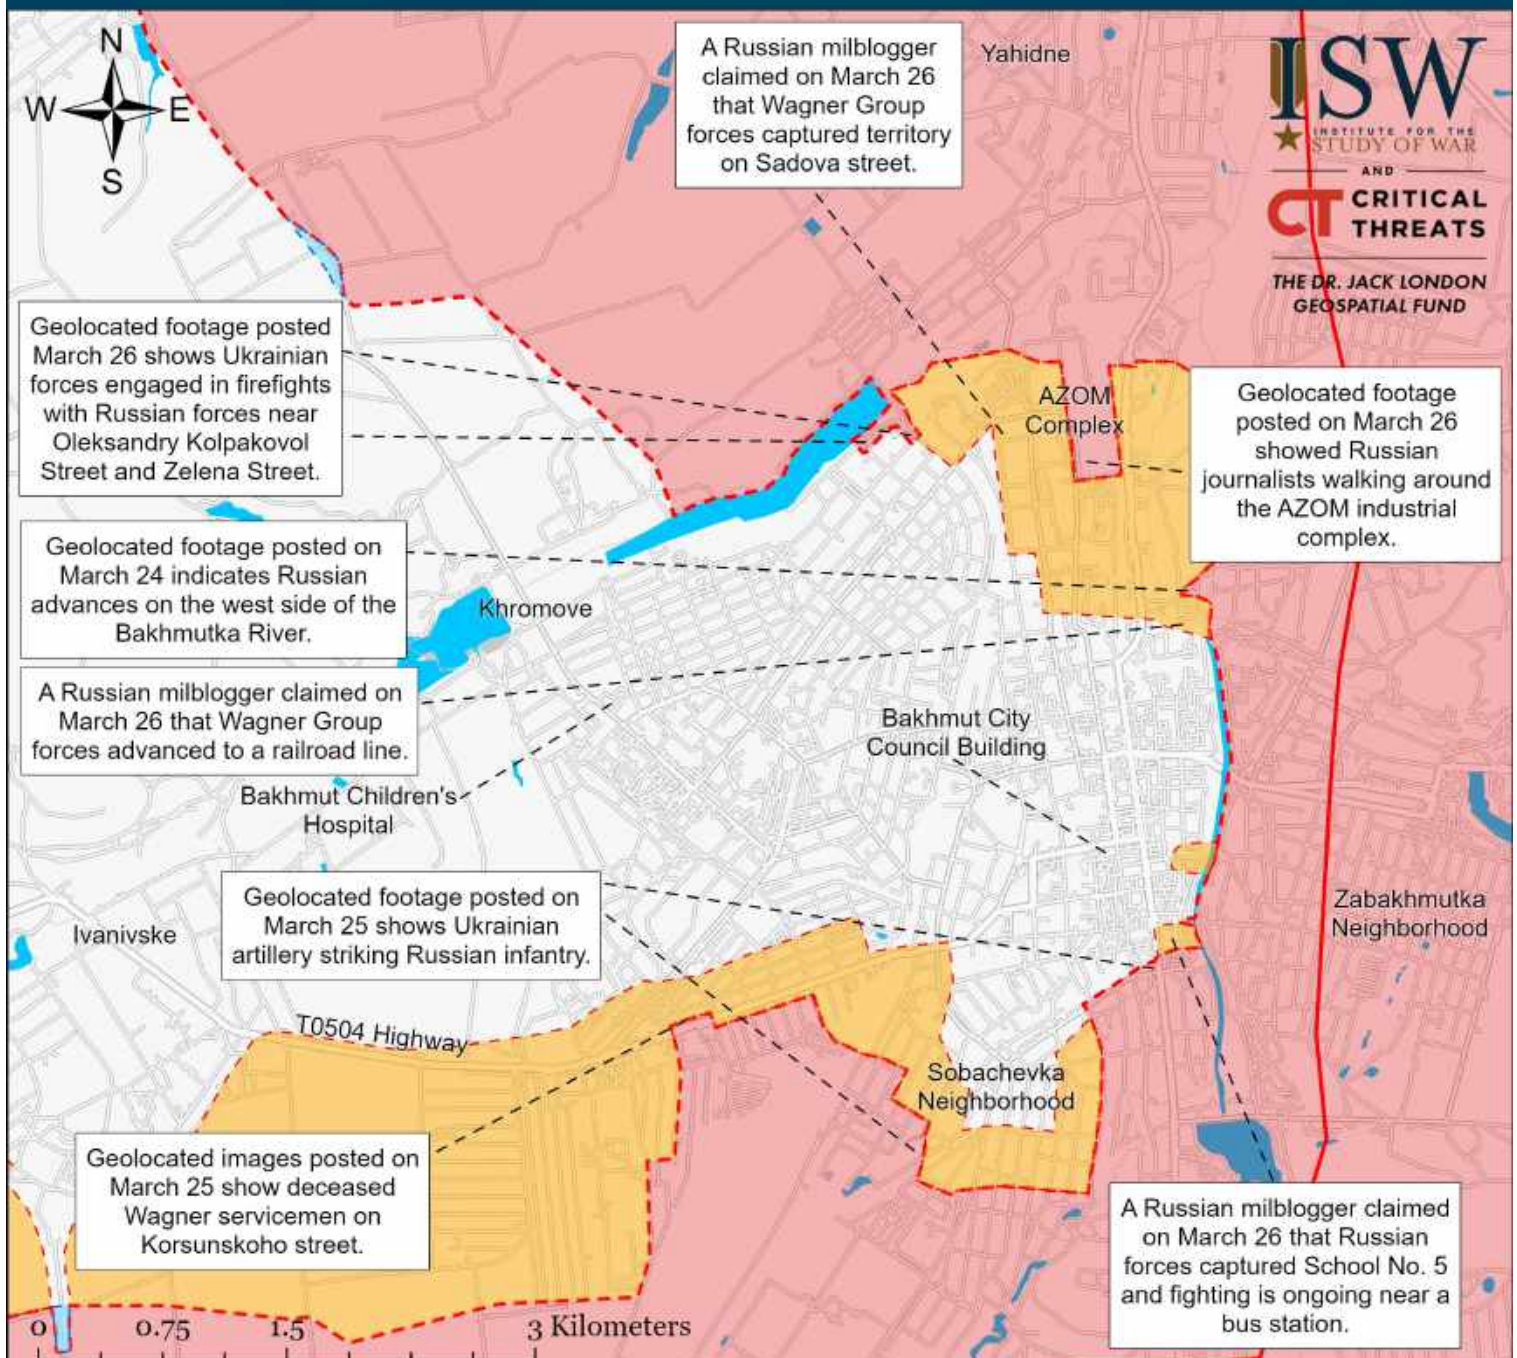 N
W
E
S
A Russian milblogger
claimed on March 26
that Wagner Group
forces captured territory
on Sadova street.
Yahidne
ISW
INSTITUTE FOR THE
STUDY OF WAR
AND
CT
CRITICAL
THREATS
THE DR. JACK LONDON
GEOSPATIAL FUND
Geolocated footage posted
March 26 shows Ukrainian
forces engaged in firefights
with Russian forces near
Oleksandry Kolpakovol
Street and Zelena Street.
AZOM
Complex
Geolocated footage
posted on March 26
showed Russian
journalists walking around
the AZOM industrial
complex.
Geolocated footage posted on
March 24 indicates Russian
advances on the west side of the
Bakhmutka River.
Khromove
A Russian milblogger claimed on
March 26 that Wagner Group
forces advanced to a railroad line.
Bakhmut City
Council Building
Bakhmut Children's
Hospital
Geolocated footage posted on
March 25 shows Ukrainian
artillery striking Russian infantry.
Zabakhmutka
Neighborhood
Ivanivske
T0504 Highway
Sobachevka
Neighborhood
Geolocated images posted on
March 25 show deceased
Wagner servicemen on
Korsunskoho street.
A Russian milblogger claimed
on March 26 that Russian
forces captured School No. 5
and fighting is ongoing near a
bus station.
0 0.75 1.5 3 Kilometers